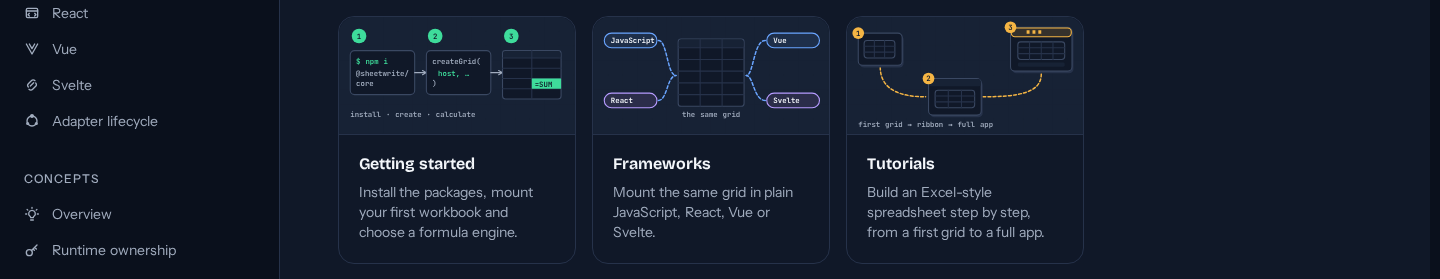 React
Vue
Svelte
Adapter lifecycle
CONCEPTS
Overview
Runtime ownership
1
2
3
$ npm i
@sheetwrite/
core
createGrid(
host, …
)
=SUM
install · create · calculate
Getting started
Install the packages, mount
your first workbook and
choose a formula engine.
JavaScript
Vue
React
Svelte
the same grid
Frameworks
Mount the same grid in plain
JavaScript, React, Vue or
Svelte.
1
2
3
first grid → ribbon → full app
Tutorials
Build an Excel-style
spreadsheet step by step,
from a first grid to a full app.